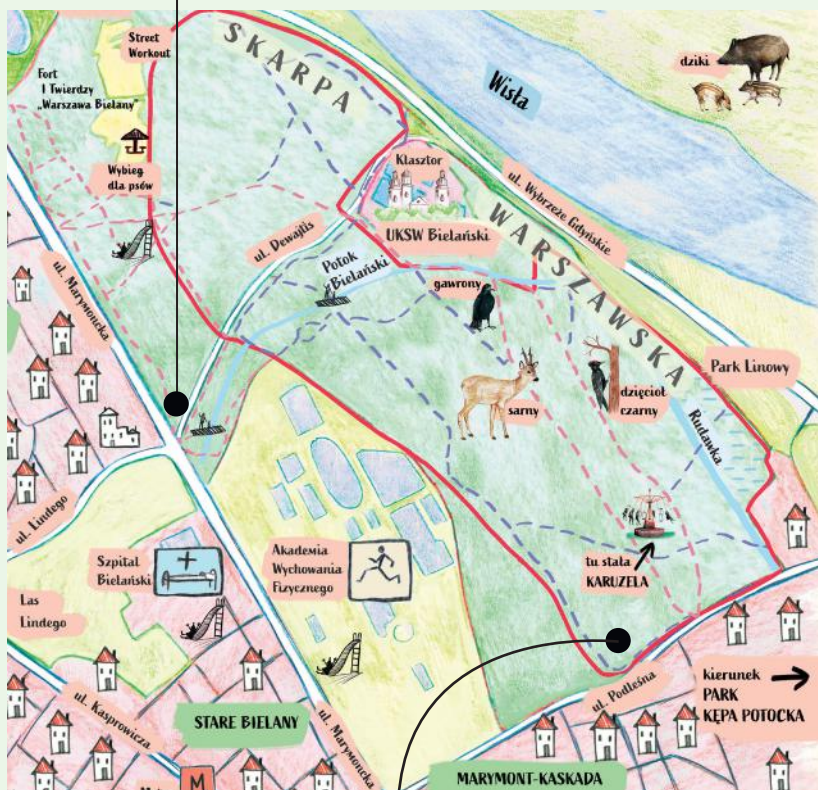 Street
Workout
Fort
I Twierdzy
„Warszawa Bielany”
Wybieg
dla psów
SKARPA
Wisła
dziki
Klasztor
UKSW Bielański
ul. Wybrzeże Gdyńskie
ul. Dewajtis
Potok
Bielański
WARSZAWSKA
gawrony
sarny
dzięcioł
czarny
Park Linowy
Rudawka
ul. Marymoncka
ul. Lindego
Szpital
Bielański
Akademia
Wychowania
Fizycznego
tu stała
KARUZELA
Las
Lindego
ul. Kasprowicza
STARE BIELANY
ul. Marymoncka
ul. Podleśna
kierunek
PARK
KĘPA POTOCKA
MARYMONT-KASKADA
M